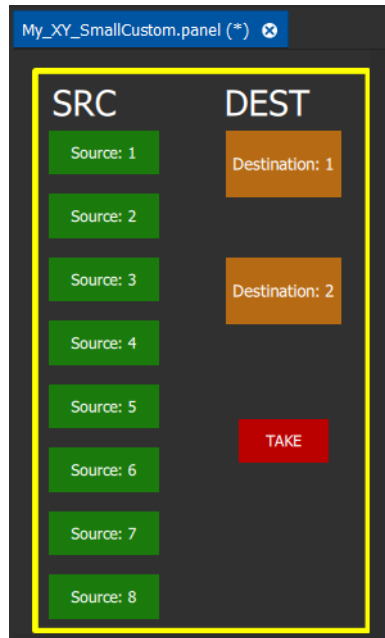 My_XY_SmallCustom.panel (*)
SRC
DEST
Source: 1
Destination: 1
Source: 2
Source: 3
Destination: 2
Source: 4
Source: 5
TAKE
Source: 6
Source: 7
Source: 8